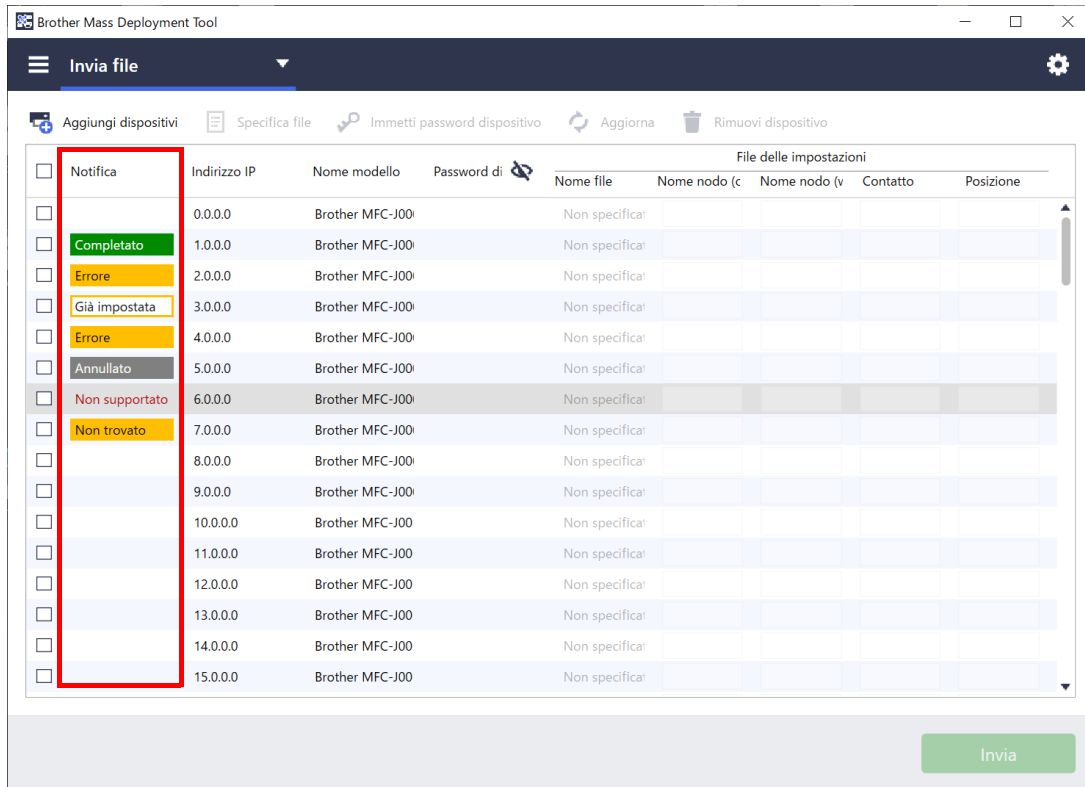 Brother Mass Deployment Tool
Invia file
Aggiungi dispositivi Specifica file Immetti password dispositivo Aggiorna Rimuovi dispositivo
File delle impostazioni
Notifica Indirizzo IP Nome modello Password di Nome file Nome nodo (c Nome nodo (v Contatto Posizione
0.0.0.0 Brother MFC-J00 Non specificat
Completato 1.0.0.0 Brother MFC-J00 Non specificat
Errore 2.0.0.0 Brother MFC-J00 Non specificat
Già impostata 3.0.0.0 Brother MFC-J00 Non specificat
Errore 4.0.0.0 Brother MFC-J00 Non specificat
Annullato 5.0.0.0 Brother MFC-J00 Non specificat
Non supportato 6.0.0.0 Brother MFC-J00 Non specificat
Non trovato 7.0.0.0 Brother MFC-J00 Non specificat
8.0.0.0 Brother MFC-J00 Non specificat
9.0.0.0 Brother MFC-J00 Non specificat
10.0.0.0 Brother MFC-J00 Non specificat
11.0.0.0 Brother MFC-J00 Non specificat
12.0.0.0 Brother MFC-J00 Non specificat
13.0.0.0 Brother MFC-J00 Non specificat
14.0.0.0 Brother MFC-J00 Non specificat
15.0.0.0 Brother MFC-J00 Non specificat
Invia